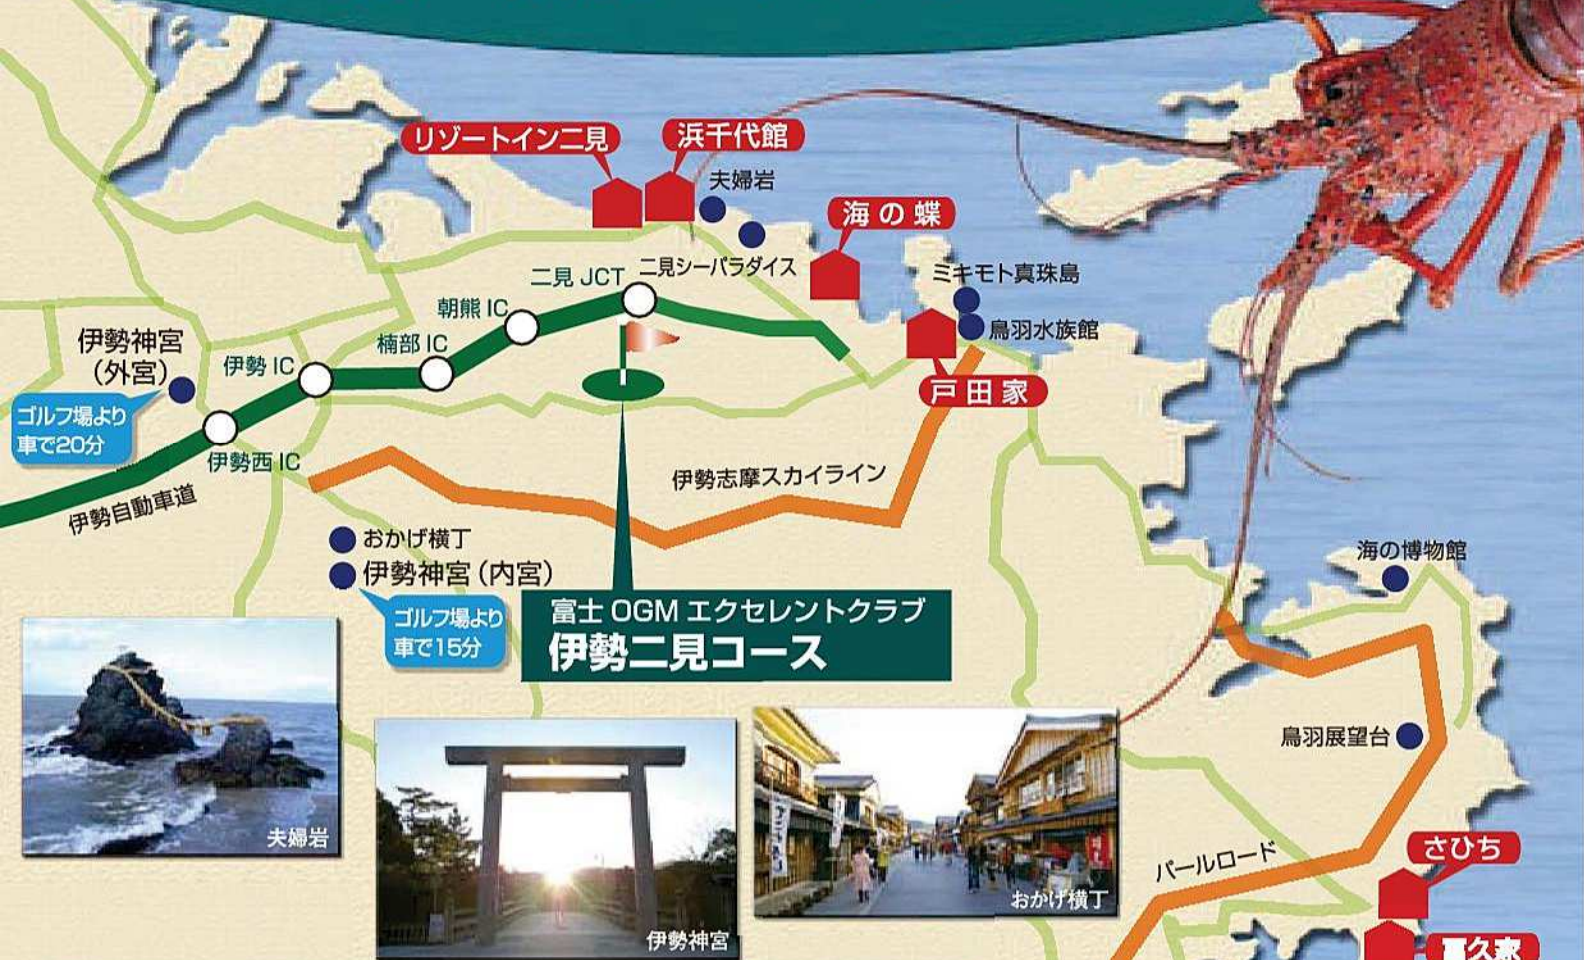 リゾートイン二見
浜千代館
夫婦岩
海の蝶
二見 JCT
二見シーパラダイス
ミキモト真珠島
朝熊 IC
鳥羽水族館
伊勢神宮
(外宮)
楠部 IC
伊勢 IC
戸田家
ゴルフ場より
車で20分
伊勢西 IC
伊勢志摩スカイライン
伊勢自動車道
おかげ横丁
海の博物館
伊勢神宮(内宮)
ゴルフ場より
車で15分
富士 OGM エクセレントクラブ
伊勢二見コース
鳥羽展望台
夫婦岩
さひち
パールロード
おかげ横丁
伊勢神宮